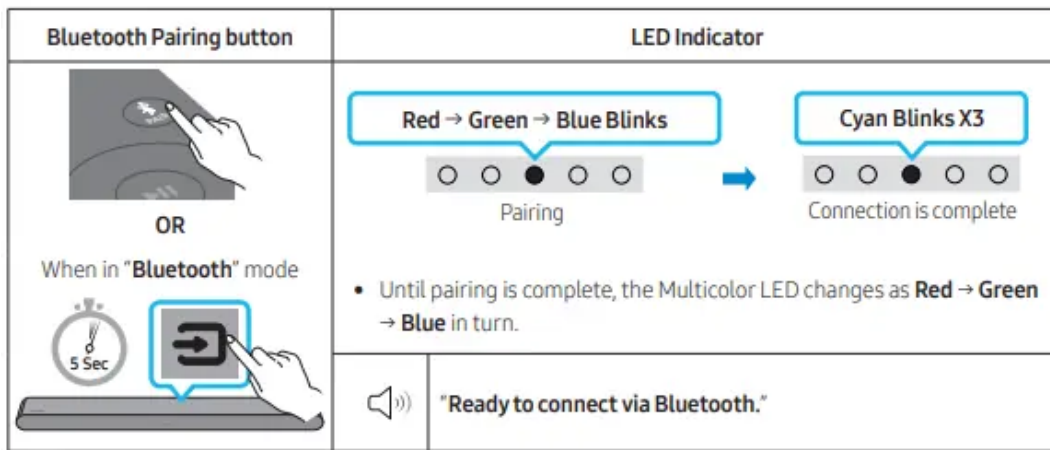 Bluetooth Pairing button
LED Indicator
PAIR
OR
When in "Bluetooth" mode
5 Sec
Red → Green → Blue Blinks
Pairing
Cyan Blinks X3
Connection is complete
• Until pairing is complete, the Multicolor LED changes as Red → Green
→ Blue in turn.
"Ready to connect via Bluetooth."